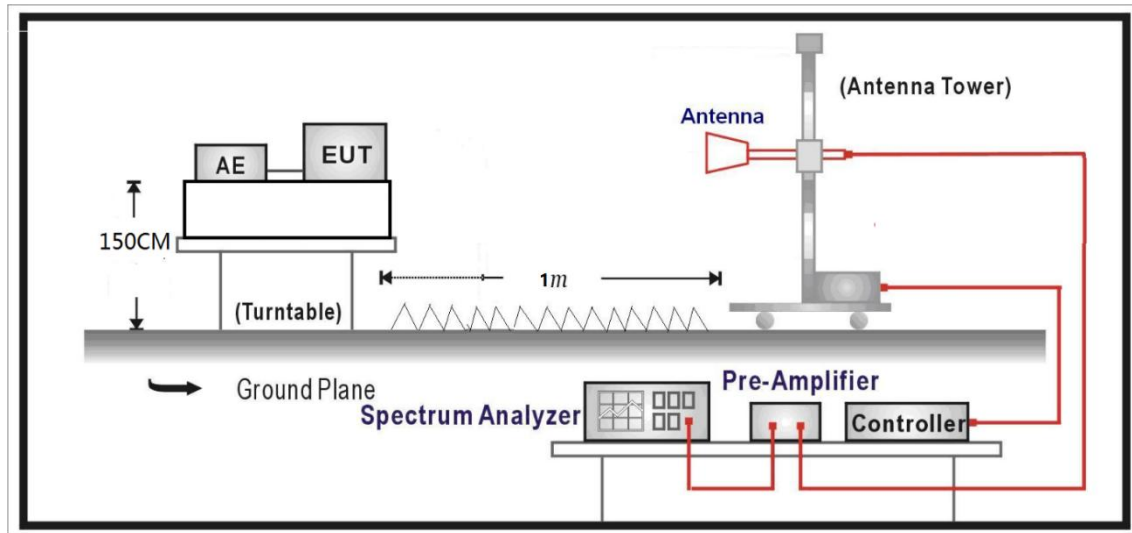 (Antenna Tower)
Antenna
EUT
AE
150CM
1m
(Turntable)
Ground Plane
Pre-Amplifier
Spectrum Analyzer
Controller